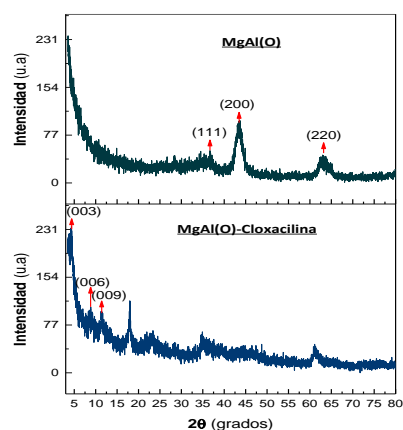 MgAl(O)
Intensidad (u.a)
231
154
77
0
(111)
(200)
(220)
MgAl(O)-Cloxacilina
Intensidad (u.a)
231
154
77
0
(003)
(006)
(009)
5 10 15 20 25 30 35 40 45 50 55 60 65 70 75 80
2θ (grados)